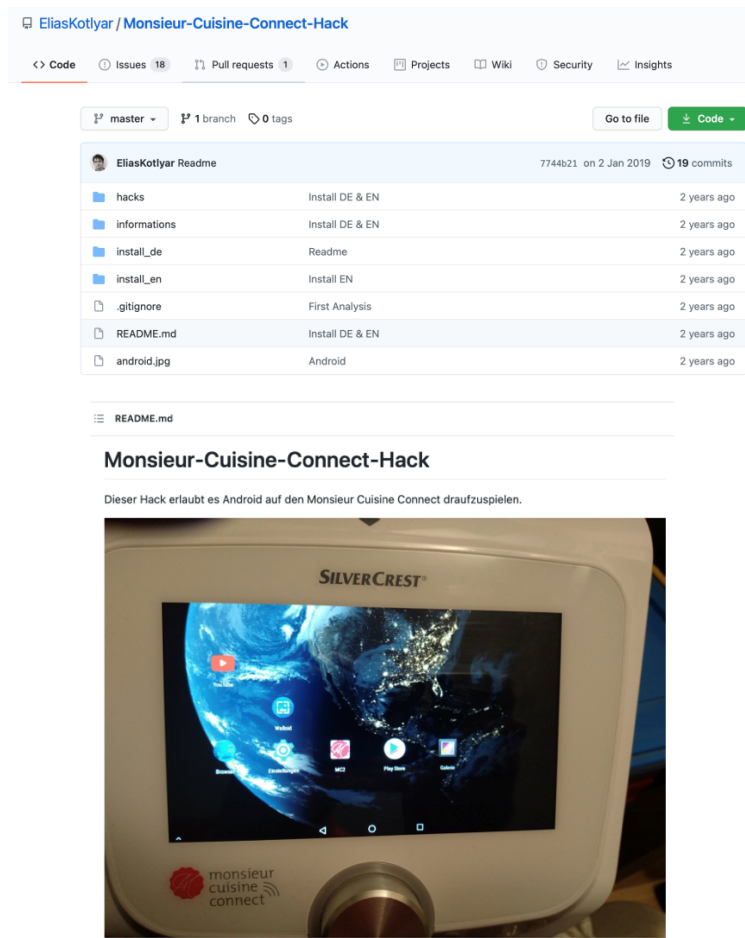 EliasKotlyar / Monsieur-Cuisine-Connect-Hack
Code Issues 18 Pull requests 1 Actions Projects Wiki Security Insights
master 1 branch 0 tags Go to file Code
EliasKotlyar Readme 7744b21 on 2 Jan 2019 19 commits
hacks Install DE & EN 2 years ago
informations Install DE & EN 2 years ago
install_de Readme 2 years ago
install_en Install EN 2 years ago
.gitignore First Analysis 2 years ago
README.md Install DE & EN 2 years ago
android.jpg Android 2 years ago
README.md
Monsieur-Cuisine-Connect-Hack
Dieser Hack erlaubt es Android auf den Monsieur Cuisine Connect draufzuspielen.
SILVERCREST®
YouTube
Browser Einstellungen MC2 Play Store Galerie
monsieur
cuisine
connect